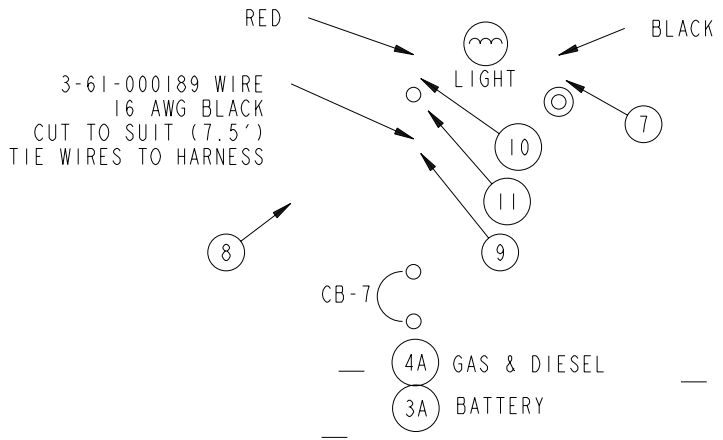 RED
BLACK
LIGHT
3-61-000189 WIRE
16 AWG BLACK
CUT TO SUIT (7.5')
TIE WIRES TO HARNESS
7
10
11
8
9
CB-7
4A GAS & DIESEL
3A BATTERY